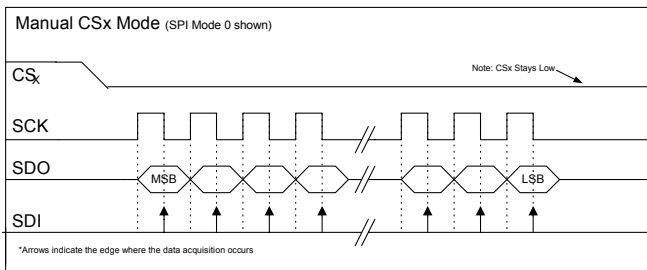 Manual CSx Mode (SPI Mode 0 shown)
CSx
Note: CSx Stays Low
SCK
SDO
MSB
LSB
SDI
*Arrows indicate the edge where the data acquisition occurs